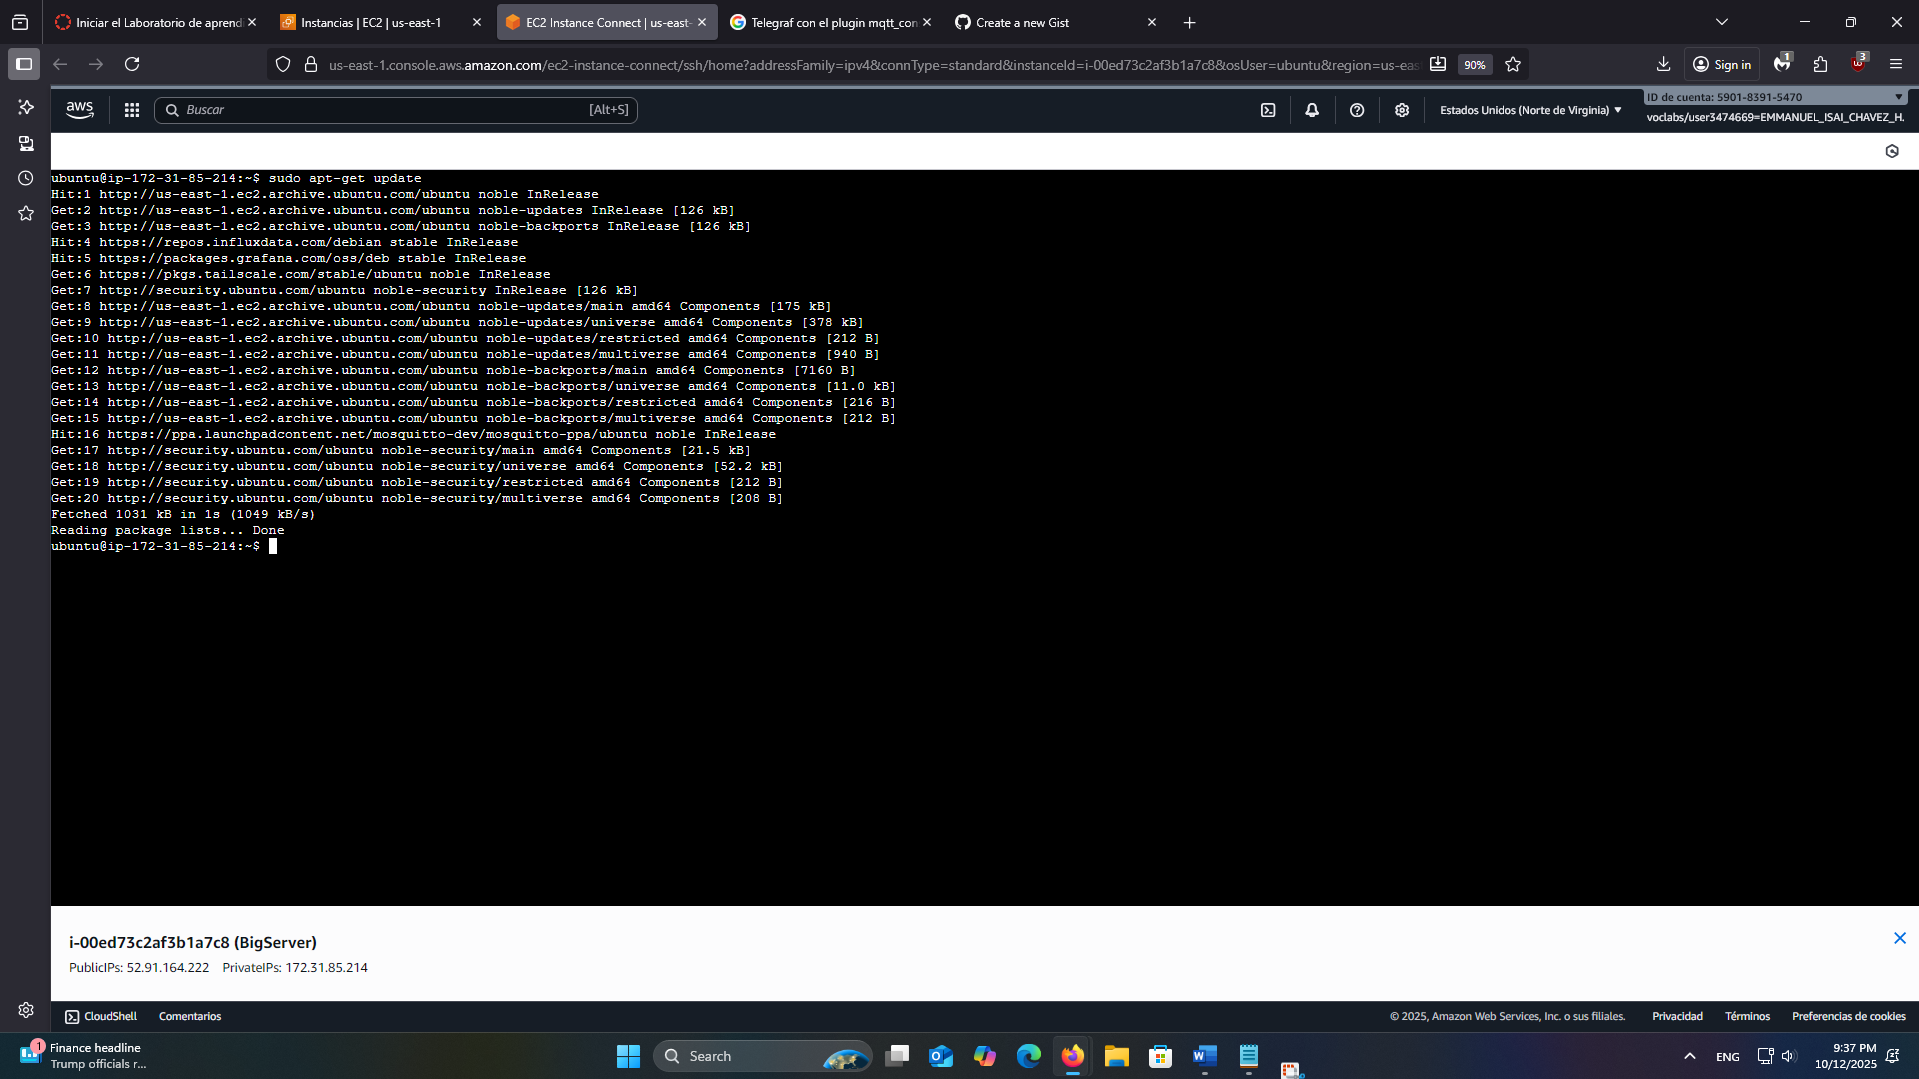 Iniciar el Laboratorio de aprendi
Instancias | EC2 | us-east-1
EC2 Instance Connect | us-east-
Telegraf con el plugin mqtt_con
Create a new Gist
us-east-1.console.aws.amazon.com/ec2-instance-connect/ssh/home?addressFamily=ipv4&connType=standard&instanceId=i-00ed73c2af3b1a7c8&osUser=ubuntu&region=us-eas
90%
Sign in
1
3
aws
Buscar
[Alt+S]
Estados Unidos (Norte de Virginia)
ID de cuenta: 5901-8391-5470
voclabs/user3474669=EMMANUEL_ISAI_CHAVEZ_H.
ubuntu@ip-172-31-85-214:~$ sudo apt-get update
Hit:1 http://us-east-1.ec2.archive.ubuntu.com/ubuntu noble InRelease
Get:2 http://us-east-1.ec2.archive.ubuntu.com/ubuntu noble-updates InRelease [126 kB]
Get:3 http://us-east-1.ec2.archive.ubuntu.com/ubuntu noble-backports InRelease [126 kB]
Hit:4 https://repos.influxdata.com/debian stable InRelease
Hit:5 https://packages.grafana.com/oss/deb stable InRelease
Get:6 https://pkgs.tailscale.com/stable/ubuntu noble InRelease
Get:7 http://security.ubuntu.com/ubuntu noble-security InRelease [126 kB]
Get:8 http://us-east-1.ec2.archive.ubuntu.com/ubuntu noble-updates/main amd64 Components [175 kB]
Get:9 http://us-east-1.ec2.archive.ubuntu.com/ubuntu noble-updates/universe amd64 Components [378 kB]
Get:10 http://us-east-1.ec2.archive.ubuntu.com/ubuntu noble-updates/restricted amd64 Components [212 B]
Get:11 http://us-east-1.ec2.archive.ubuntu.com/ubuntu noble-updates/multiverse amd64 Components [940 B]
Get:12 http://us-east-1.ec2.archive.ubuntu.com/ubuntu noble-backports/main amd64 Components [7160 B]
Get:13 http://us-east-1.ec2.archive.ubuntu.com/ubuntu noble-backports/universe amd64 Components [11.0 kB]
Get:14 http://us-east-1.ec2.archive.ubuntu.com/ubuntu noble-backports/restricted amd64 Components [216 B]
Get:15 http://us-east-1.ec2.archive.ubuntu.com/ubuntu noble-backports/multiverse amd64 Components [212 B]
Hit:16 https://ppa.launchpadcontent.net/mosquitto-dev/mosquitto-ppa/ubuntu noble InRelease
Get:17 http://security.ubuntu.com/ubuntu noble-security/main amd64 Components [21.5 kB]
Get:18 http://security.ubuntu.com/ubuntu noble-security/universe amd64 Components [52.2 kB]
Get:19 http://security.ubuntu.com/ubuntu noble-security/restricted amd64 Components [212 B]
Get:20 http://security.ubuntu.com/ubuntu noble-security/multiverse amd64 Components [208 B]
Fetched 1031 kB in 1s (1049 kB/s)
Reading package lists... Done
ubuntu@ip-172-31-85-214:~$
i-00ed73c2af3b1a7c8 (BigServer)
PublicIPs: 52.91.164.222 PrivateIPs: 172.31.85.214
CloudShell
Comentarios
© 2025, Amazon Web Services, Inc. o sus filiales.
Privacidad
Términos
Preferencias de cookies
1
Finance headline
Trump officials r...
Search
ENG
9:37 PM
10/12/2025